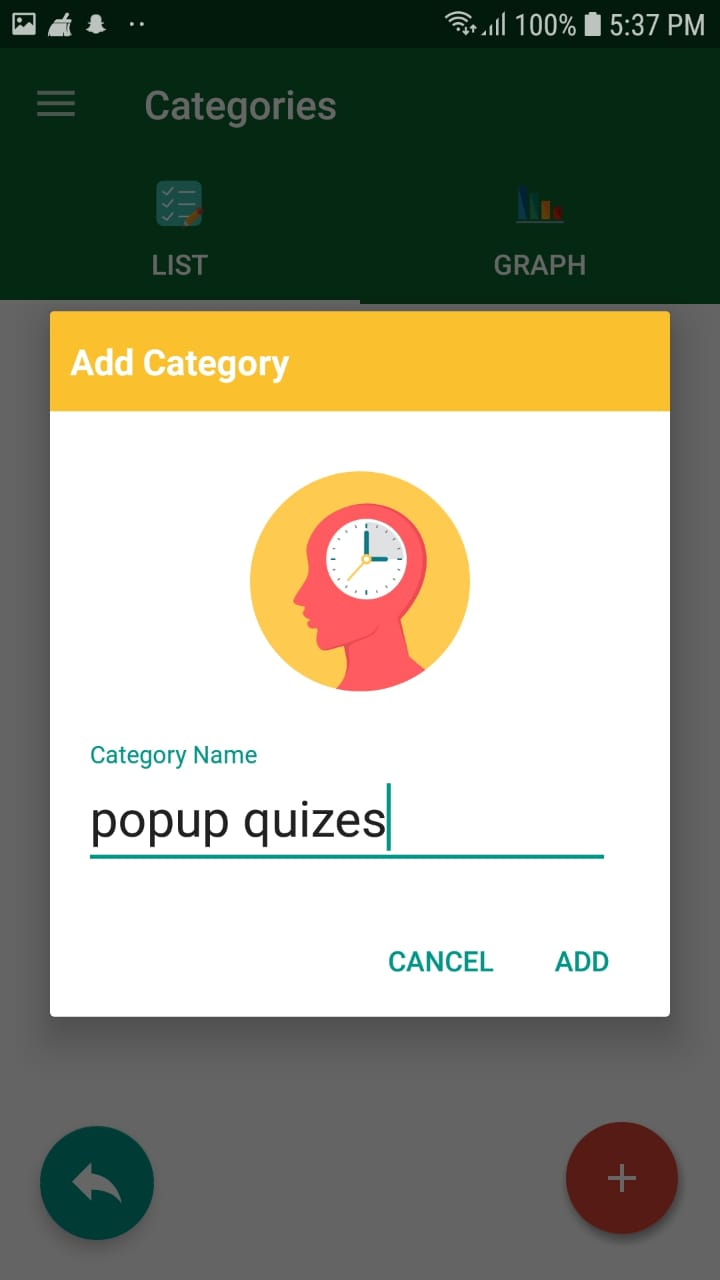 100% 5:37 PM
Categories
LIST GRAPH
Add Category
Category Name
popup quizes
CANCEL ADD